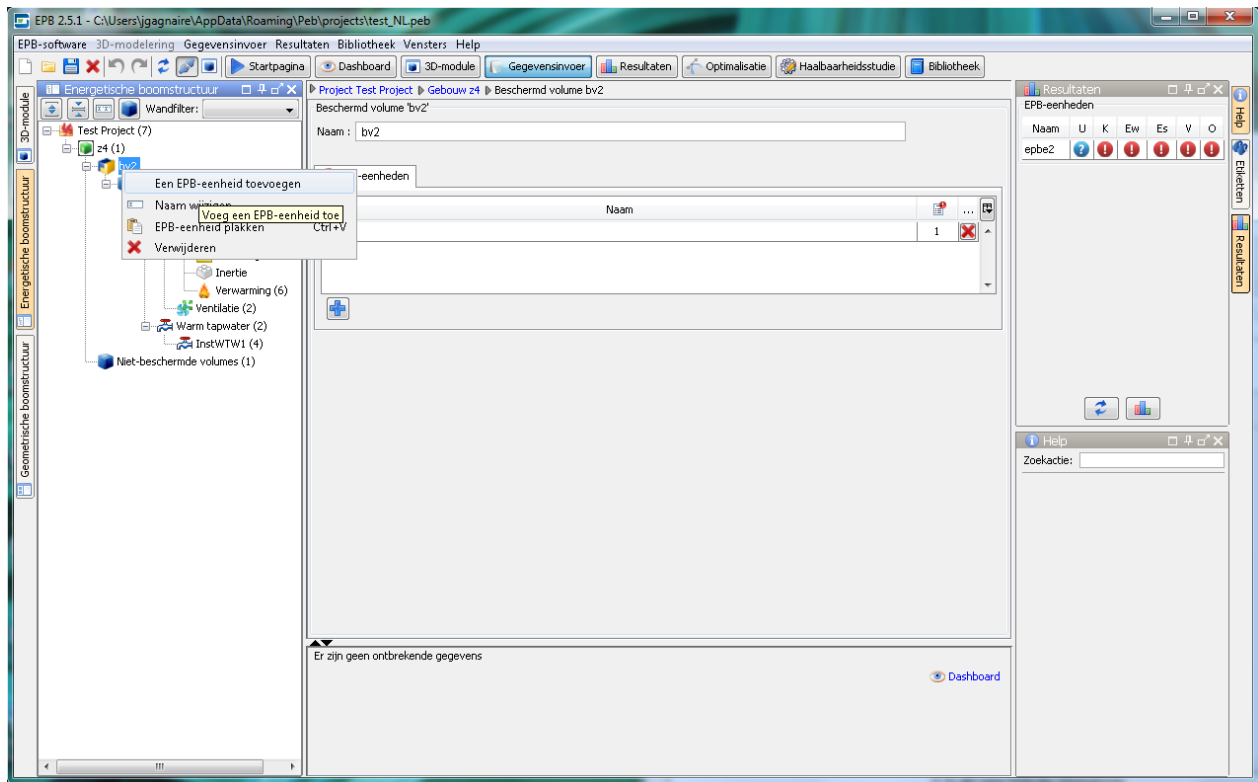 EPB 2.5.1 - C:\Users\jgagnaire\AppData\Roaming\Peb\projects\test_NL.peb
EPB-software 3D-modelering Gegevensinvoer Resultaten Bibliotheek Vensters Help
Startpagina Dashboard 3D-module Gegevensinvoer Resultaten Optimalisatie Haalbaarheidsstudie Bibliotheek
3D-module
Energetische boomstructuur
Geometrische boomstructuur
Energetische boomstructuur
Wandfilter:
Test Project (7)
z4 (1)
bv2
Een EPB-eenheid toevoegen
Naam
Voeg een EPB-eenheid toe
EPB-eenheid plakken Ctrl+V
Verwijderen
Inertie
Verwarming (6)
Ventilatie (2)
Warm tapwater (2)
InstWTW1 (4)
Niet-beschermde volumes (1)
Project Test Project Gebouw z4 Beschermd volume bv2
Beschermd volume 'bv2'
Naam : bv2
-eenheden
Naam ...
1
Er zijn geen ontbrekende gegevens
Dashboard
Resultaten
EPB-eenheden
Naam U K Ew Es V O
epbe2
Help
Zoekactie:
Help
Etiketten
Resultaten